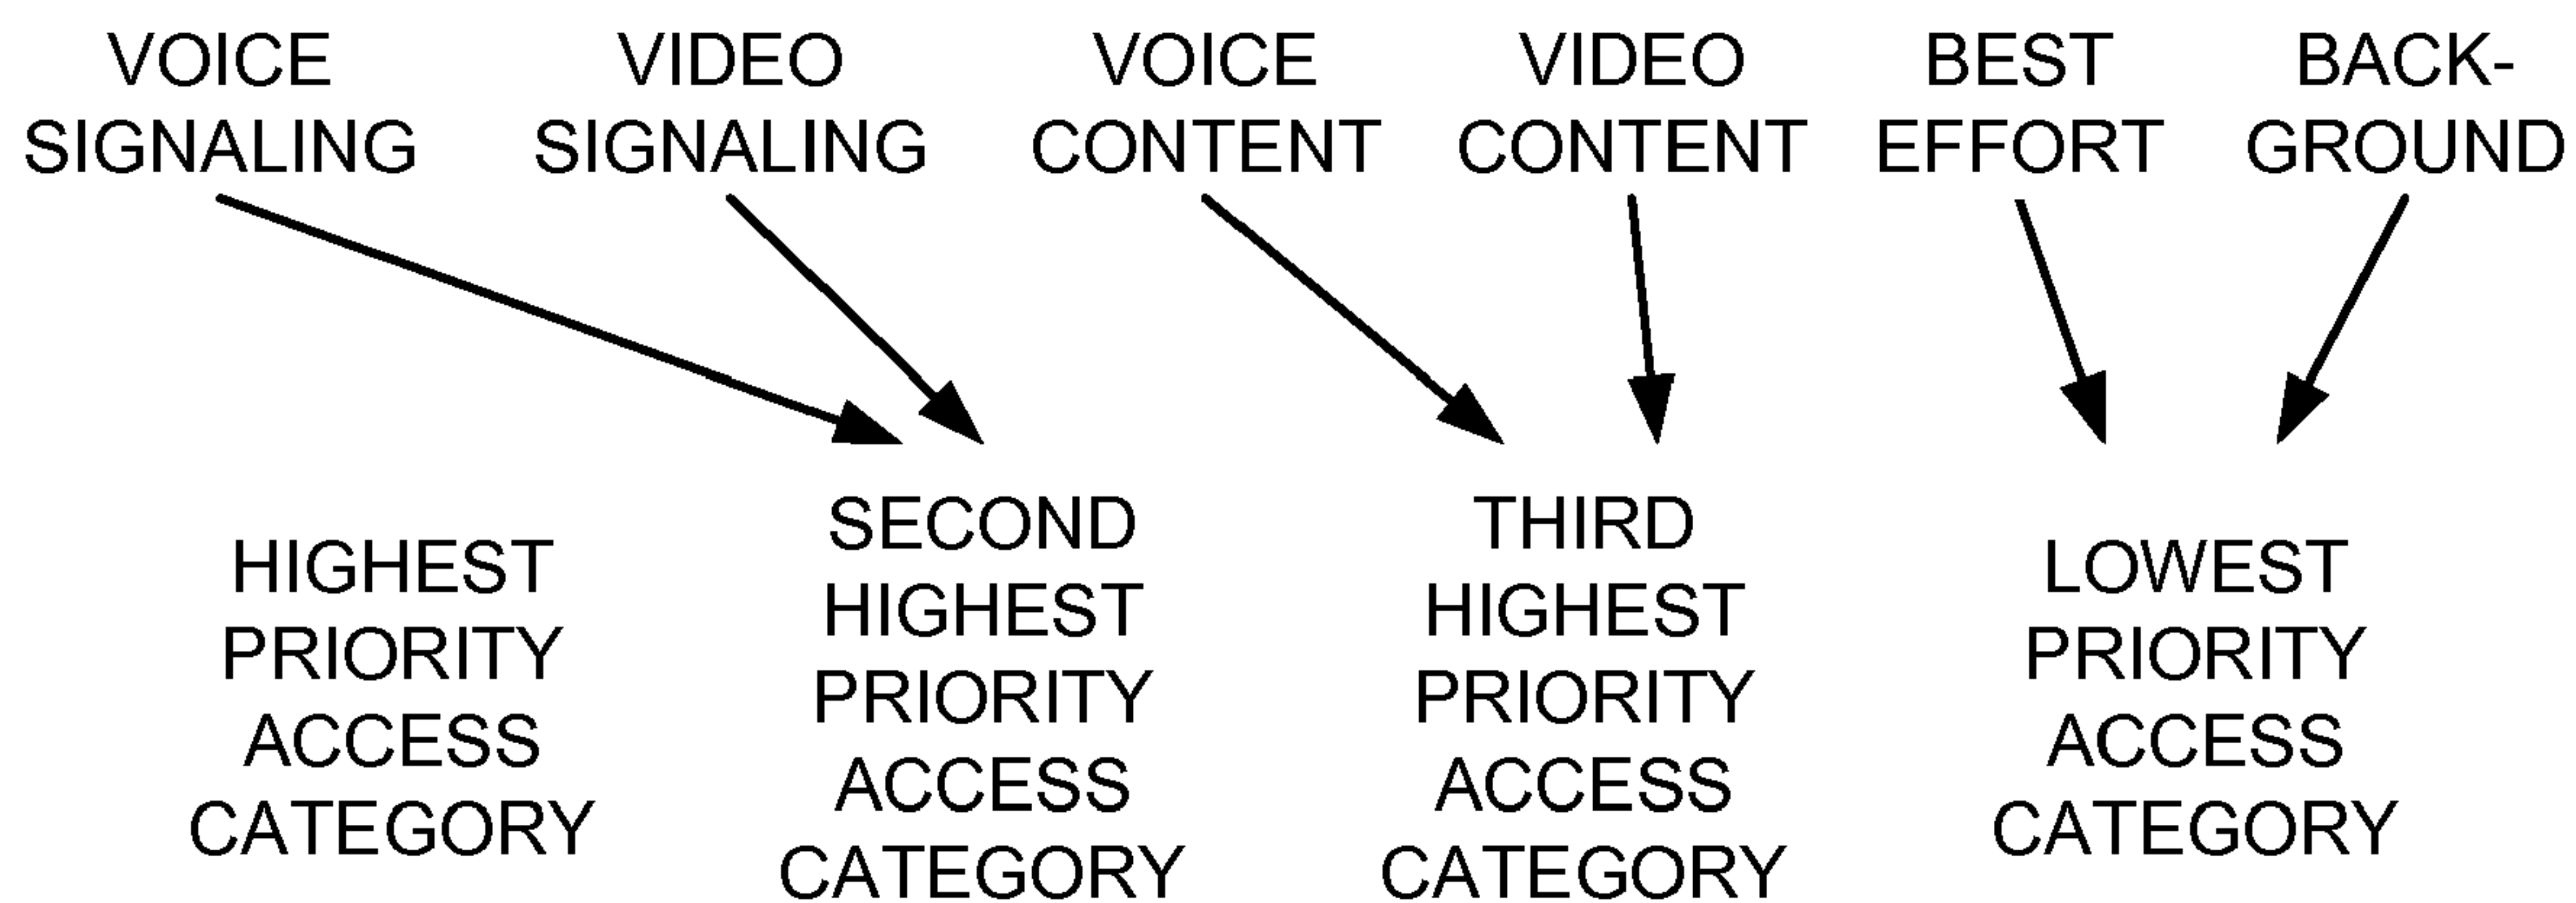 VOICE
SIGNALING
VIDEO
SIGNALING
VOICE
CONTENT
VIDEO
CONTENT
BEST
EFFORT
BACK-
GROUND
HIGHEST
PRIORITY
ACCESS
CATEGORY
SECOND
HIGHEST
PRIORITY
ACCESS
CATEGORY
THIRD
HIGHEST
PRIORITY
ACCESS
CATEGORY
LOWEST
PRIORITY
ACCESS
CATEGORY